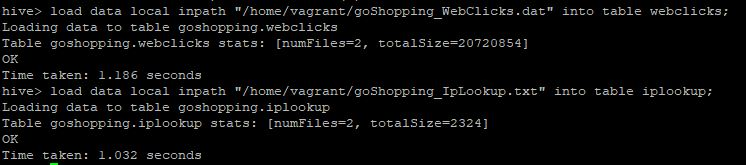 hive> load data local inpath "/home/vagrant/goShopping_WebClicks.dat" into table webclicks;
Loading data to table goshopping.webclicks
Table goshopping.webclicks stats: [numFiles=2, totalSize=20720854]
OK
Time taken: 1.186 seconds
hive> load data local inpath "/home/vagrant/goShopping_IpLookup.txt" into table iplookup;
Loading data to table goshopping.iplookup
Table goshopping.iplookup stats: [numFiles=2, totalSize=2324]
OK
Time taken: 1.032 seconds